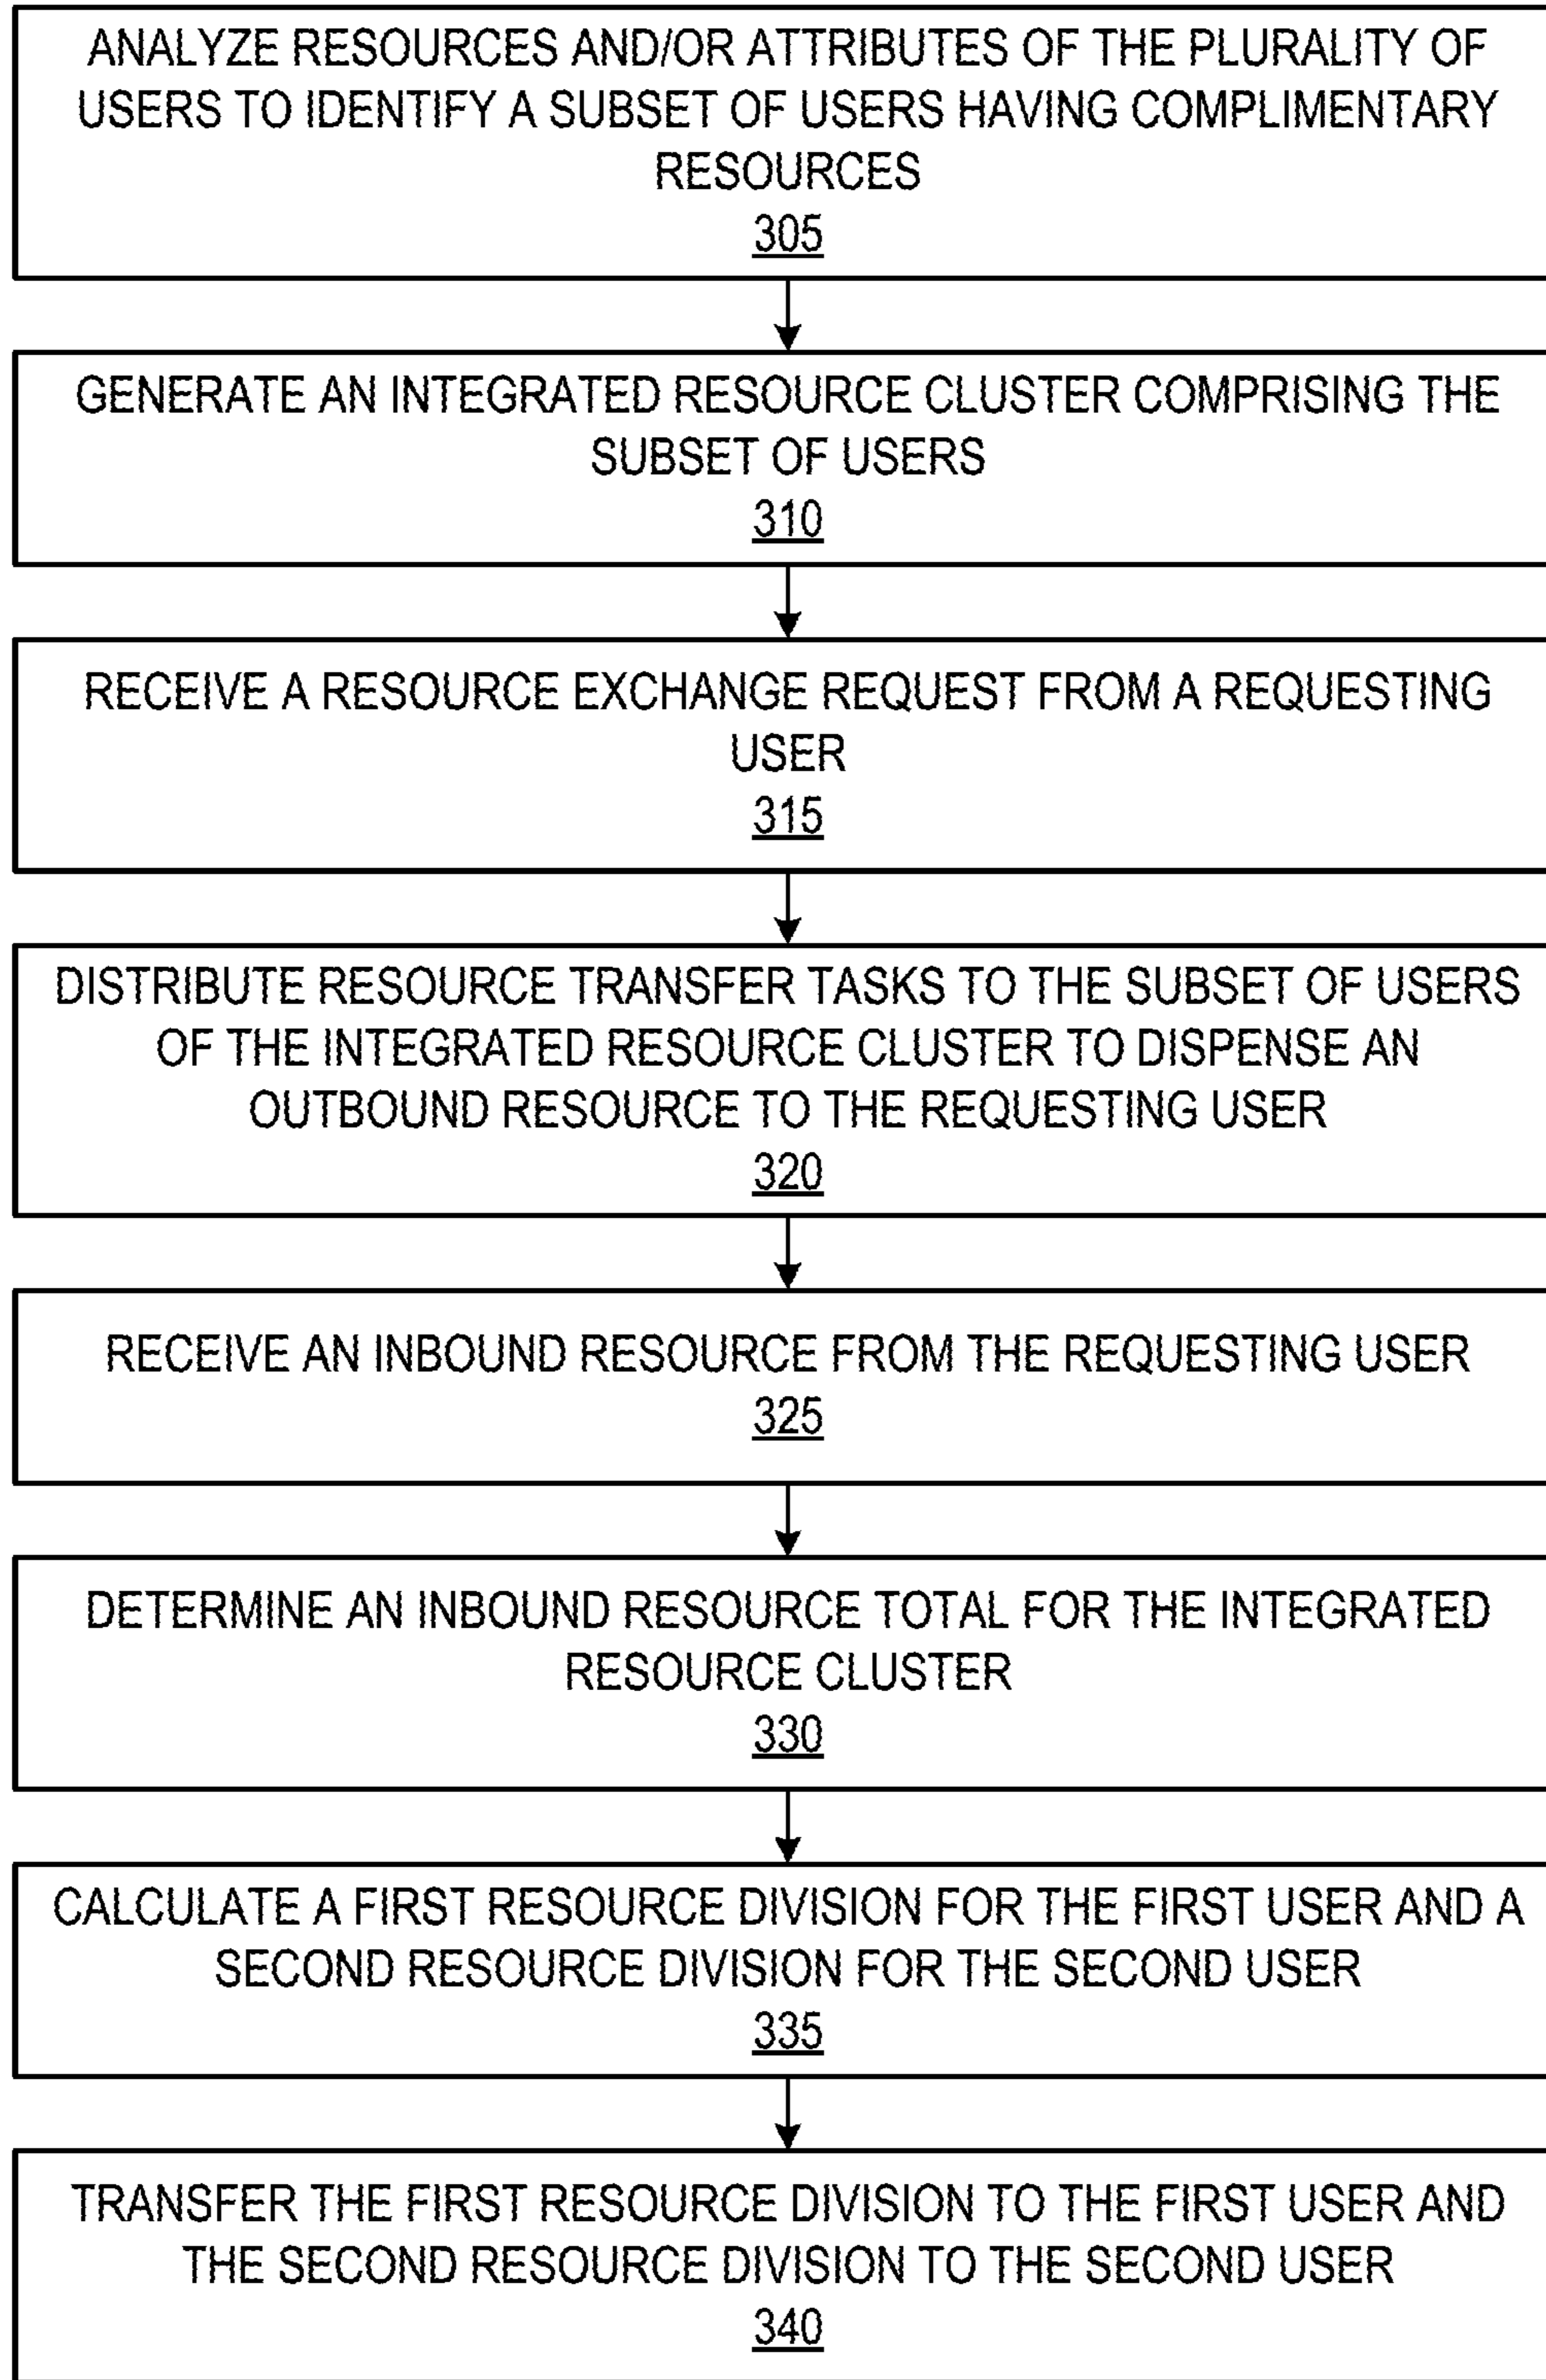 ANALYZE RESOURCES AND/OR ATTRIBUTES OF THE PLURALITY OF
USERS TO IDENTIFY A SUBSET OF USERS HAVING COMPLIMENTARY
RESOURCES
305
GENERATE AN INTEGRATED RESOURCE CLUSTER COMPRISING THE
SUBSET OF USERS
310
RECEIVE A RESOURCE EXCHANGE REQUEST FROM A REQUESTING
USER
315
DISTRIBUTE RESOURCE TRANSFER TASKS TO THE SUBSET OF USERS
OF THE INTEGRATED RESOURCE CLUSTER TO DISPENSE AN
OUTBOUND RESOURCE TO THE REQUESTING USER
320
RECEIVE AN INBOUND RESOURCE FROM THE REQUESTING USER
325
DETERMINE AN INBOUND RESOURCE TOTAL FOR THE INTEGRATED
RESOURCE CLUSTER
330
CALCULATE A FIRST RESOURCE DIVISION FOR THE FIRST USER AND A
SECOND RESOURCE DIVISION FOR THE SECOND USER
335
TRANSFER THE FIRST RESOURCE DIVISION TO THE FIRST USER AND
THE SECOND RESOURCE DIVISION TO THE SECOND USER
340